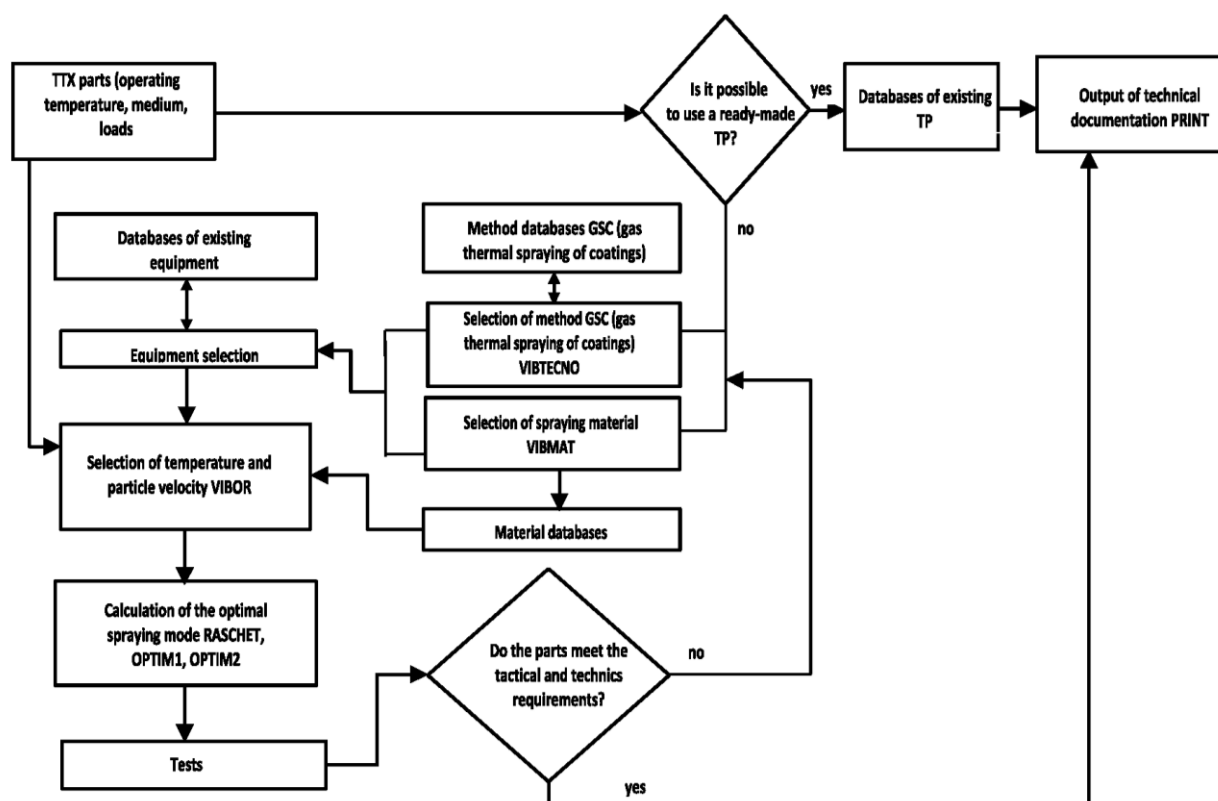 TTX parts (operating
temperature, medium,
loads
Is it possible
to use a ready-made
TP?
yes
Databases of existing
TP
Output of technical
documentation PRINT
no
Databases of existing
equipment
Method databases GSC (gas
thermal spraying of coatings)
Equipment selection
Selection of method GSC (gas
thermal spraying of coatings)
VIBTECNO
Selection of spraying material
VIBMAT
Selection of temperature and
particle velocity VIBOR
Material databases
Calculation of the optimal
spraying mode RASCHET,
OPTIM1, OPTIM2
Do the parts meet the
tactical and technics
requirements?
no
Tests
yes